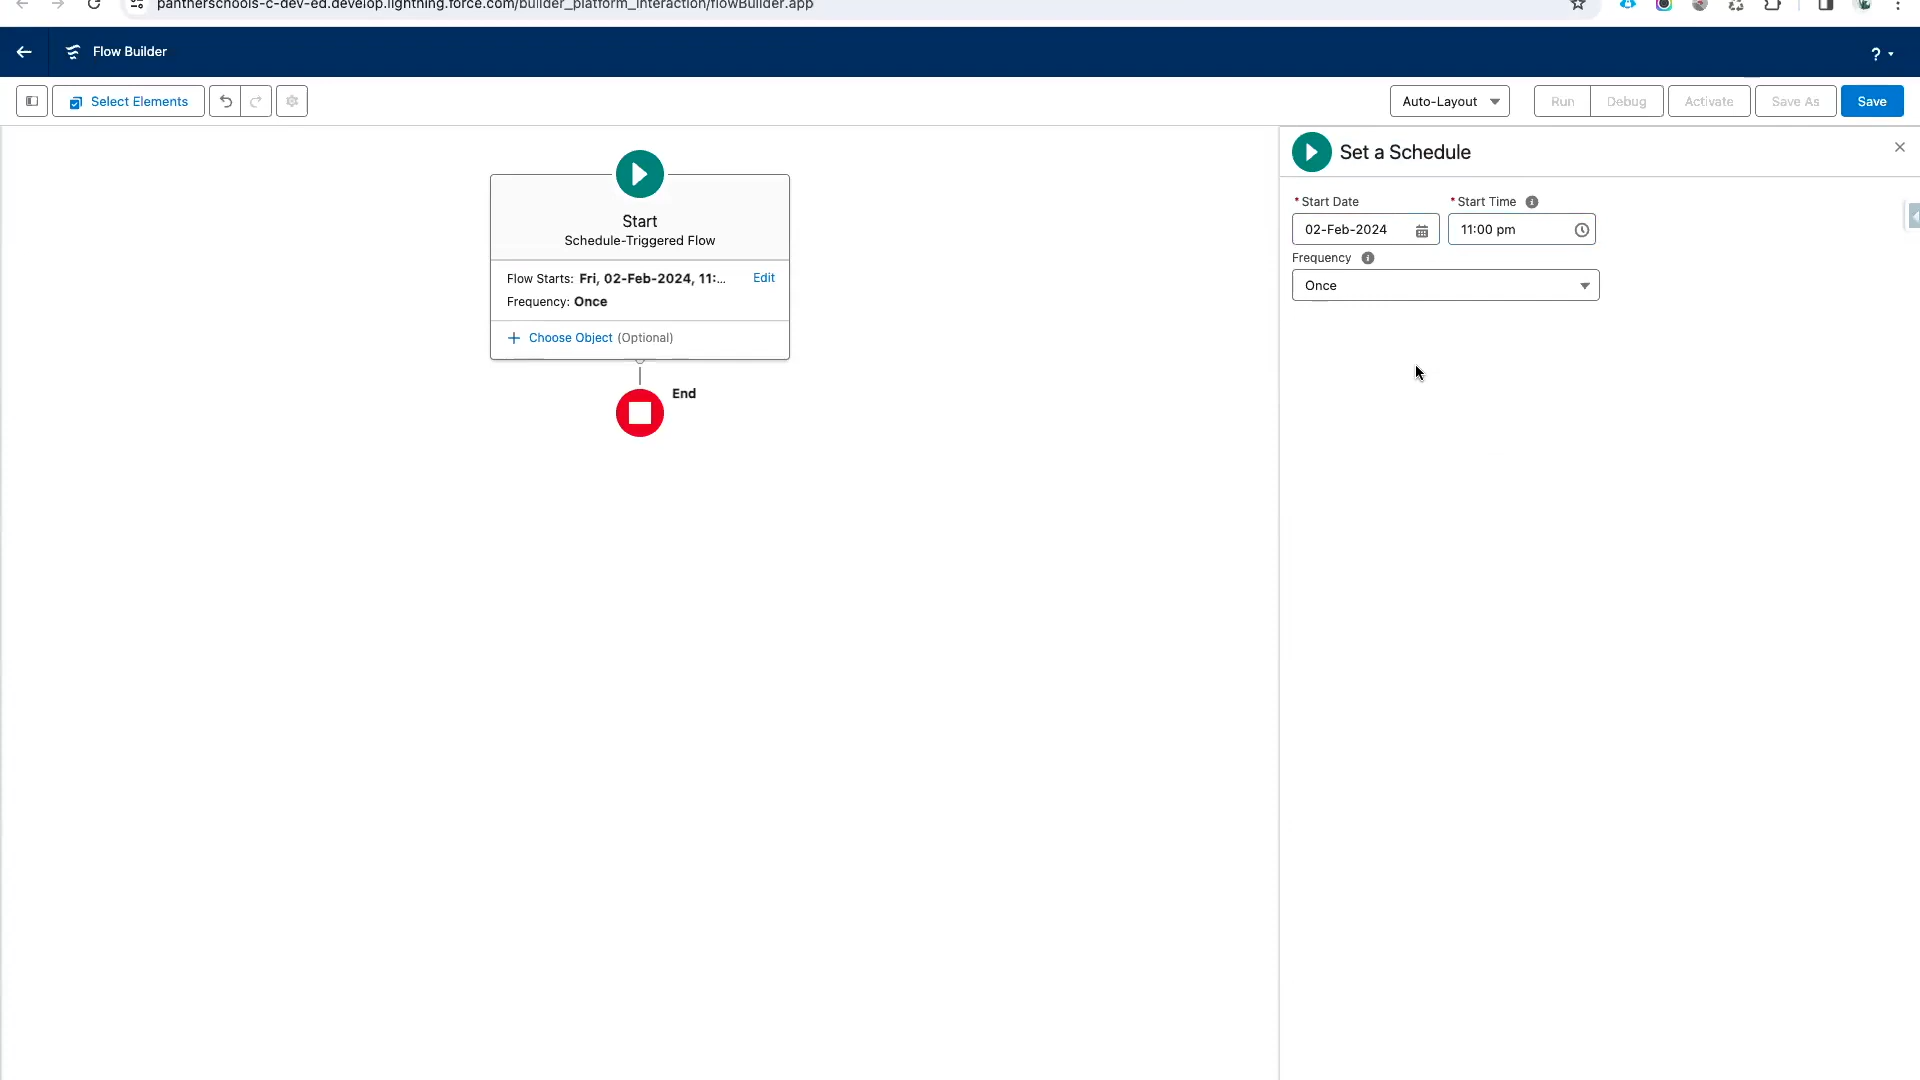 pantherschools-c-dev-ed.develop.lightning.force.com/builder_platform_interaction/flowBuilder.app
Flow Builder
?
Select Elements
Auto-Layout
Run
Debug
Activate
Save As
Save
Start
Schedule-Triggered Flow
Flow Starts: Fri, 02-Feb-2024, 11:...
Edit
Frequency: Once
+ Choose Object (Optional)
End
Set a Schedule
* Start Date
* Start Time
02-Feb-2024
11:00 pm
Frequency
Once